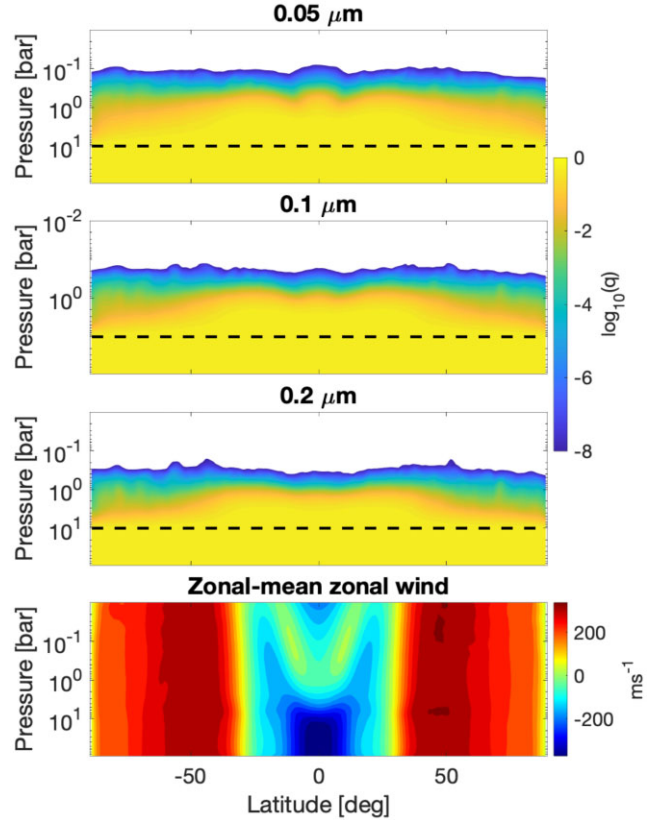 0.05 μm
Pressure [bar]
10^-1
10^0
10^1
0.1 μm
Pressure [bar]
10^-2
10^0
0.2 μm
Pressure [bar]
10^-1
10^0
10^1
0
-2
-4
-6
-8
log10(q)
Zonal-mean zonal wind
Pressure [bar]
10^-1
10^0
10^1
200
0
-200
ms^-1
-50 0 50
Latitude [deg]